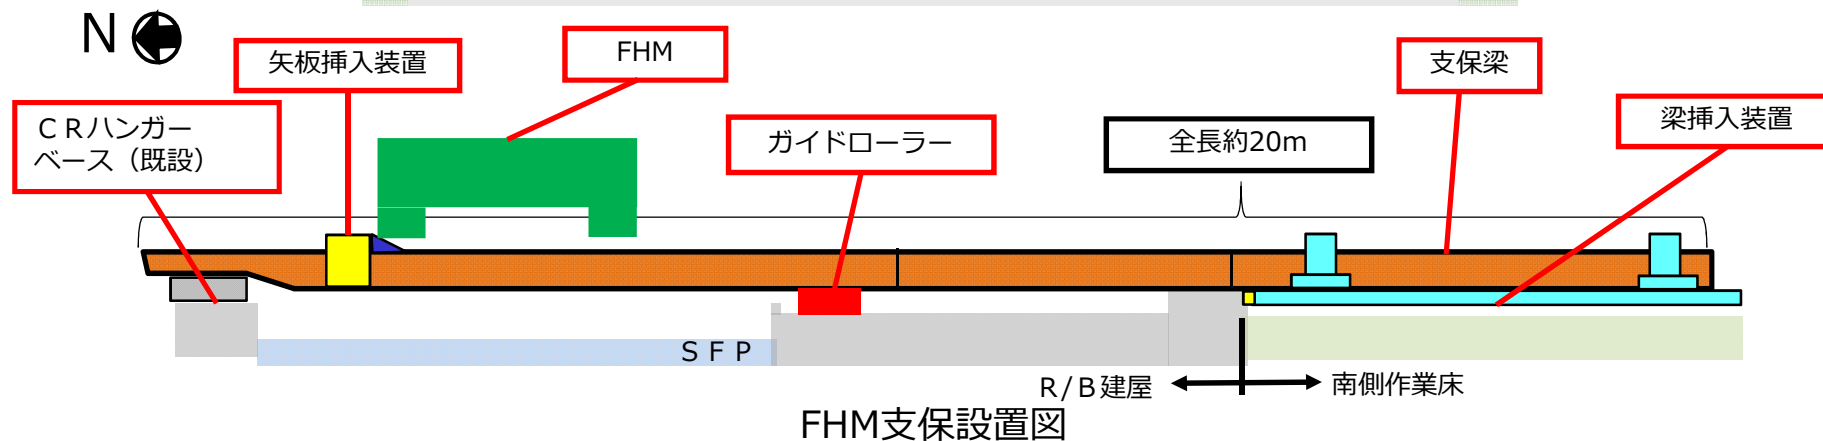 N
矢板挿入装置
FHM
支保梁
ＣＲハンガー
ベース（既設）
ガイドローラー
全長約20m
梁挿入装置
ＳＦＰ
R/B建屋
南側作業床
FHM支保設置図